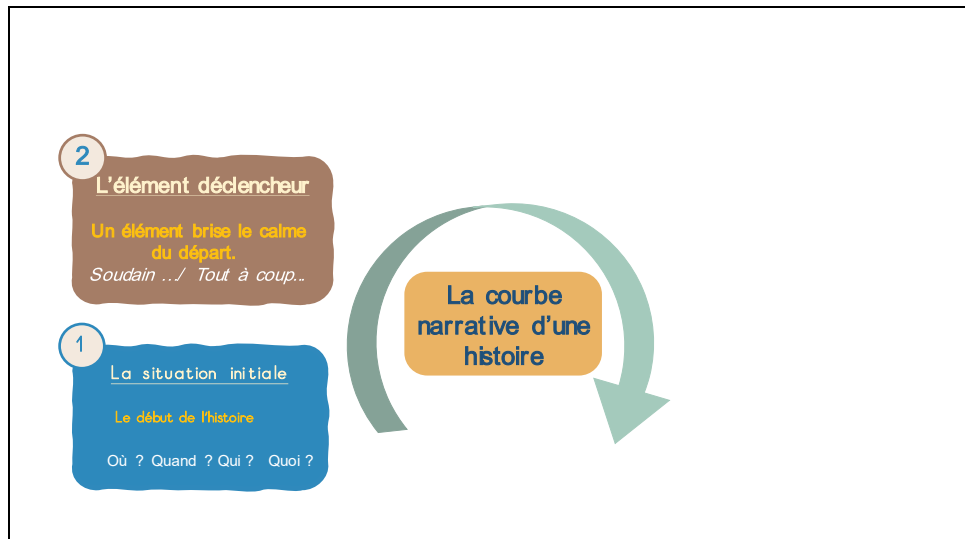 2
L'élément déclencheur
Un élément brise le calme
du départ.
Soudain .../ Tout à coup...
1
La situation initiale
Le début de l'histoire
Où ? Quand ? Qui ? Quoi ?
La courbe
narrative d'une
histoire